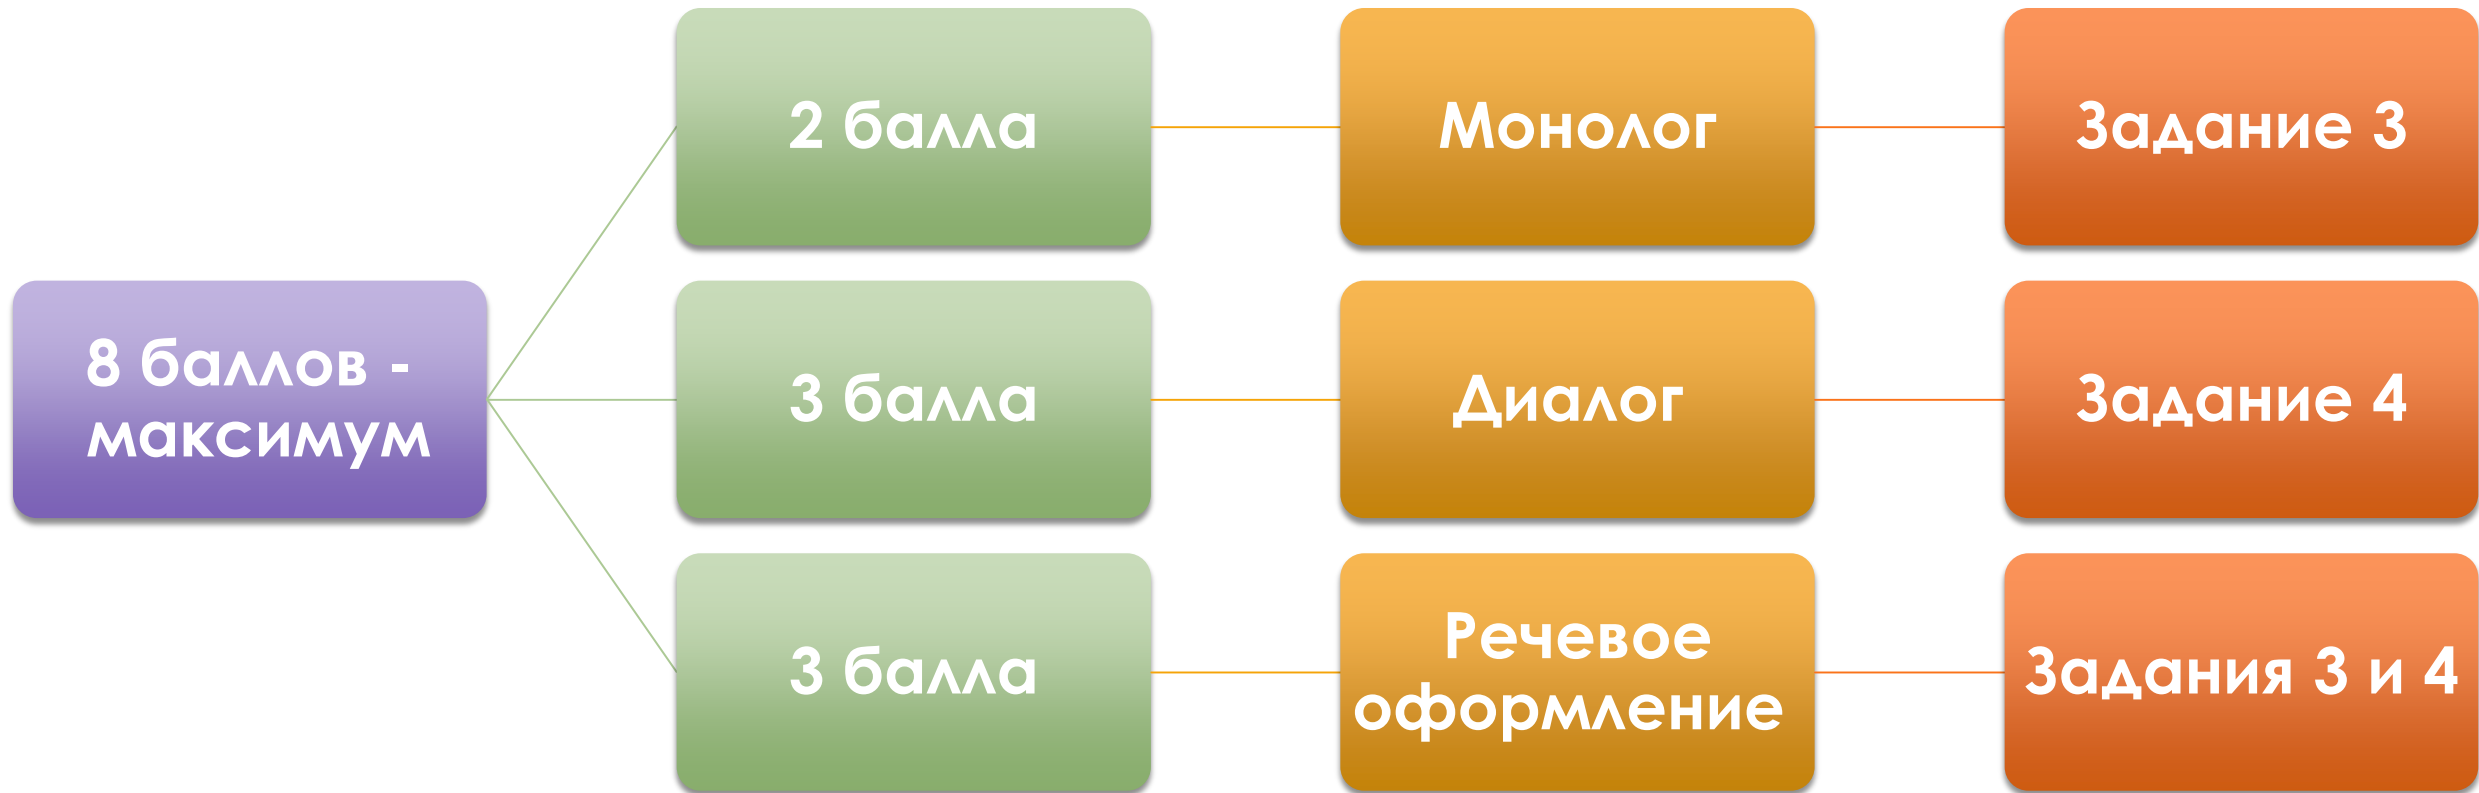 2 балла
Монолог
Задание 3
8 баллов -
максимум
3 балла
Диалог
Задание 4
3 балла
Речевое
оформление
Задания 3 и 4